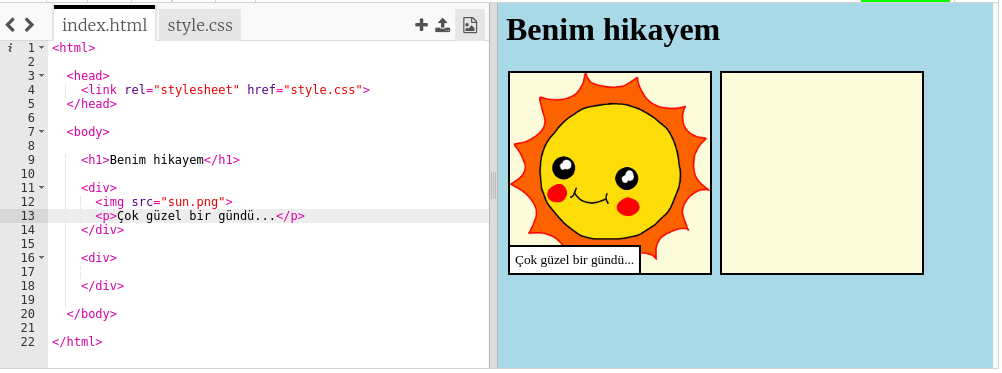 index.html style.css
i 1 <html>
2
3 <head>
4 <link rel="stylesheet" href="style.css">
5 </head>
6
7 <body>
8
9 <h1>Benim hikayem</h1>
10
11 <div>
12 <img src="sun.png">
13 <p>Çok güzel bir gündü...</p>
14 </div>
15
16 <div>
17
18 </div>
19
20 </body>
21
22 </html>
Benim hikayem
Çok güzel bir gündü...